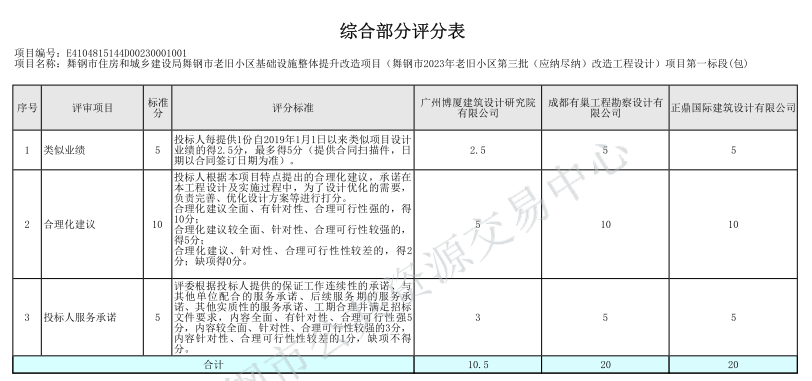 综合部分评分表
项目编号：E4104815144D00230001001
项目名称：舞钢市住房和城乡建设局舞钢市老旧小区基础设施整体提升改造项目（舞钢市2023年老旧小区第三批（应纳尽纳）改造工程设计）项目第一标段(包)
序号 评审项目 标准分 评分标准 广州博厦建筑设计研究院有限公司 成都有巢工程勘察设计有限公司 正鼎国际建筑设计有限公司
1 类似业绩 5 2.5 5 5
投标人每提供1份自2019年1月1日以来类似项目设计
业绩的得2.5分，最多得5分（提供合同扫描件，日
期以合同签订日期为准）。
2 合理化建议 10 5 10 10
投标人根据本项目特点提出的合理化建议，承诺在
本工程设计及实施过程中，为了设计优化的需要，
负责完善、优化设计方案等进行打分。
合理化建议全面、有针对性、合理可行性强的，得
10分；
合理化建议较全面、针对性、合理可行性较强的，
得5分；
合理化建议、针对性、合理可行性性较差的，得2
分；缺项得0分。
3 投标人服务承诺 5 3 5 5
评委根据投标人提供的保证工作连续性的承诺、与
其他单位配合的服务承诺、后续服务期的服务承
诺、其他实质性的服务承诺、工期合理并满足招标
文件要求，内容全面、有针对性、合理可行性强5
分，内容较全面、针对性、合理可行性较强的3分，
内容针对性、合理可行性性较差的1分，缺项不得
分。
合计 10.5 20 20
钢市公 资源交易中心